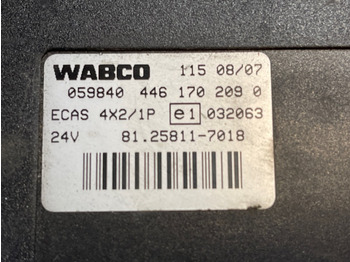 WABCO 115 08/07
059840 446 170 209 0
ECAS 4X2/1P e1 032063
24V 81.25811-7018